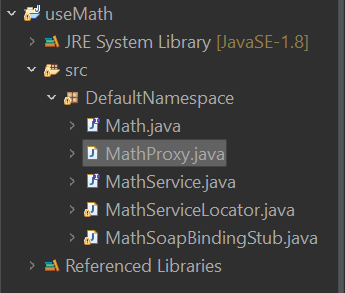 useMath
JRE System Library [JavaSE-1.8]
src
DefaultNamespace
Math.java
MathProxy.java
MathService.java
MathServiceLocator.java
MathSoapBindingStub.java
Referenced Libraries